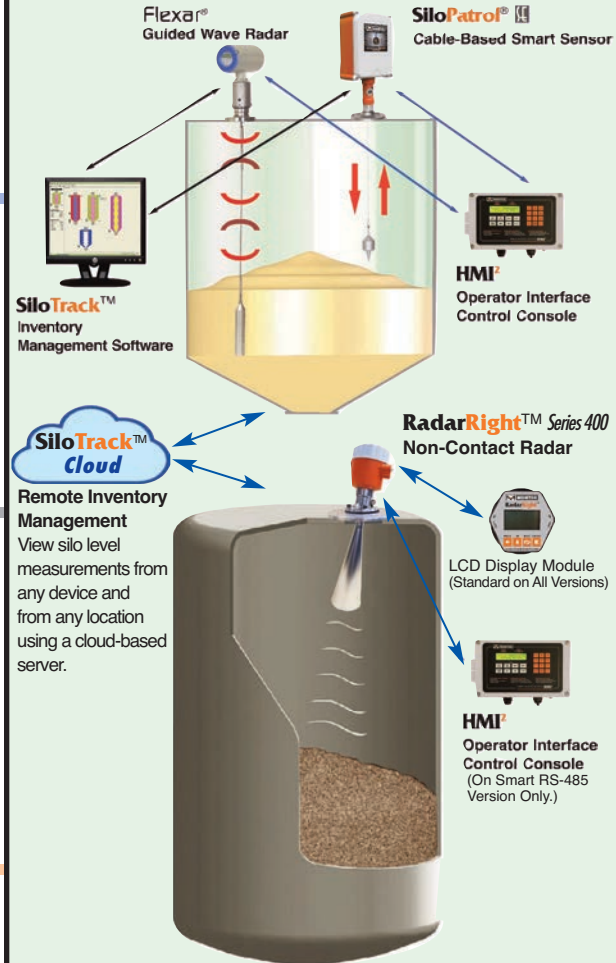 Flexar®
Guided Wave Radar
SiloPatrol® SE
Cable-Based Smart Sensor
SiloTrack™
Inventory
Management Software
HMI²
Operator Interface
Control Console
SiloTrack™
Cloud
Remote Inventory
Management
View silo level
measurements from
any device and
from any location
using a cloud-based
server.
RadarRight™ Series 400
Non-Contact Radar
LCD Display Module
(Standard on All Versions)
HMI²
Operator Interface
Control Console
(On Smart RS-485
Version Only.)